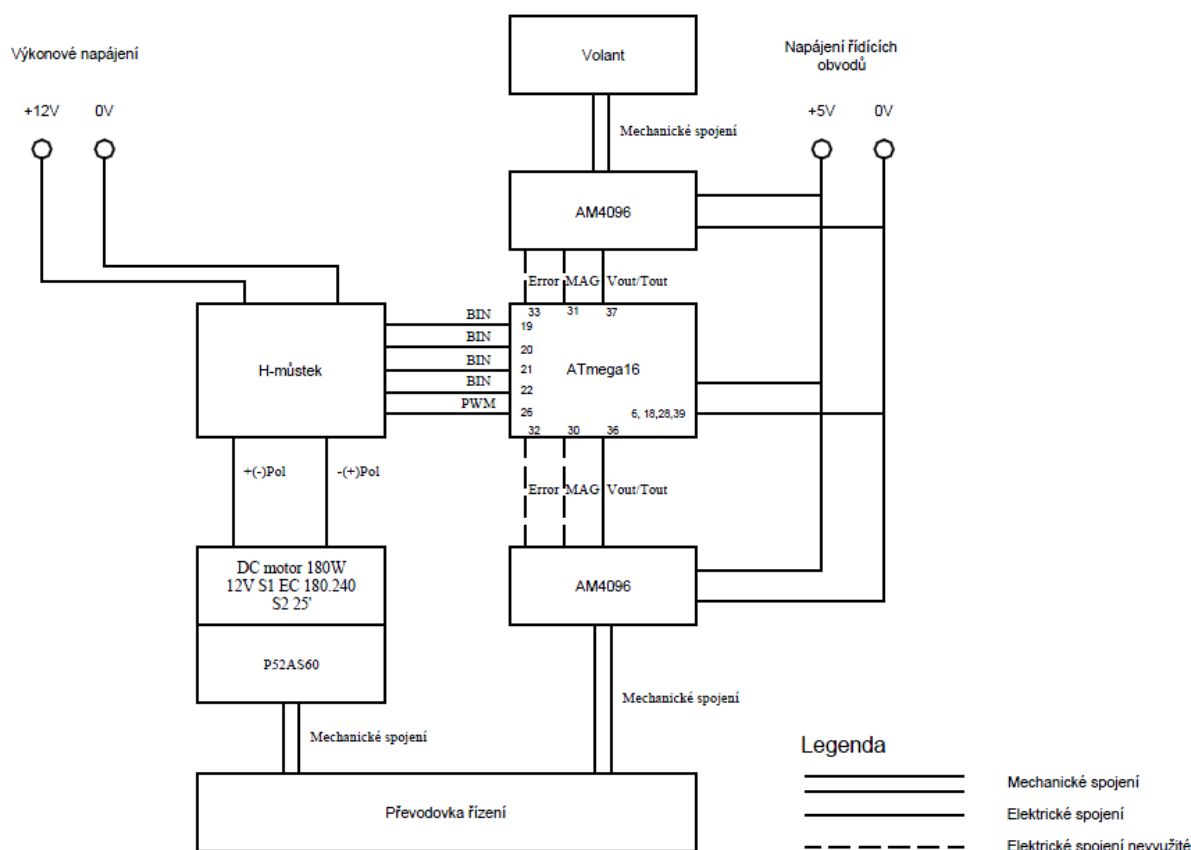 Výkonové napájení
+12V
0V
Volant
Napájení řídících
obvodů
+5V
0V
Mechanické spojení
AM4096
Error
MAG
Vout/Tout
33
31
37
H-můstek
BIN
BIN
BIN
BIN
PWM
19
20
21
22
26
ATmega16
6, 18,28,39
32
30
36
+(-)Pol
-(+)Pol
Error
MAG
Vout/Tout
DC motor 180W
12V S1 EC 180.240
S2 25'
AM4096
P52AS60
Mechanické spojení
Mechanické spojení
Převodovka řízení
Legenda
Mechanické spojení
Elektrické spojení
Elektrické spojení nevyužité